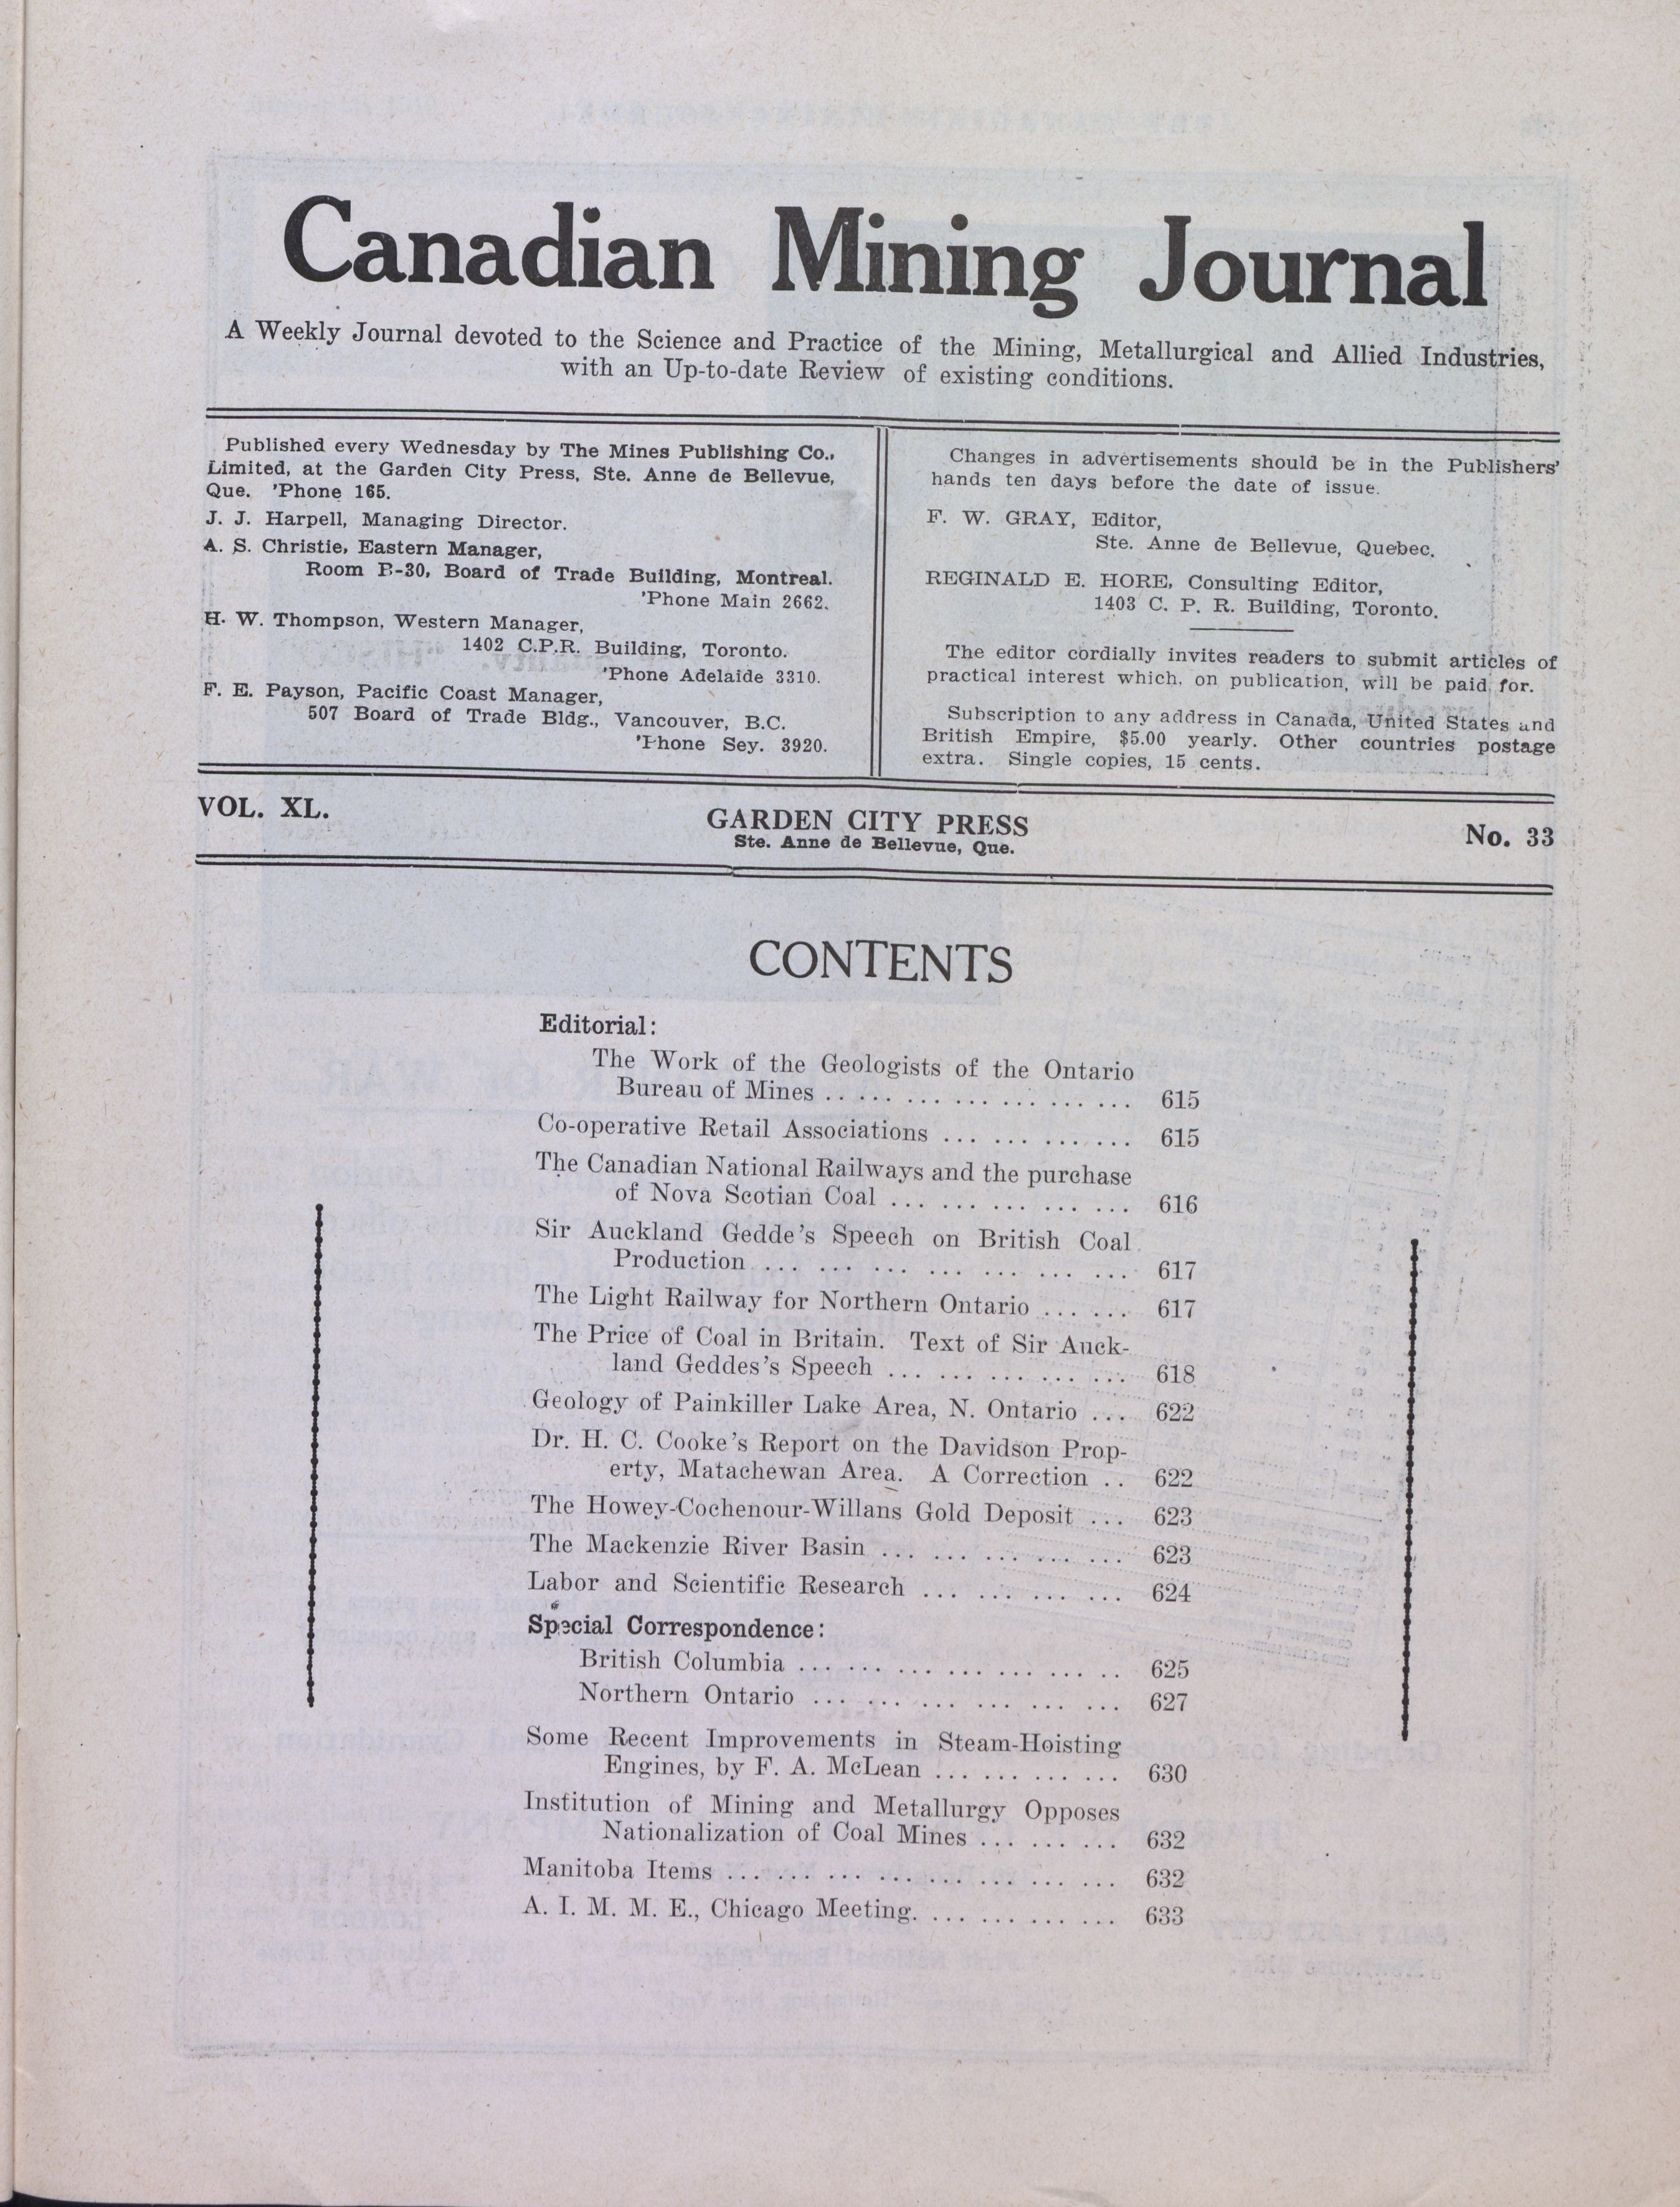 Canadian Mining Journal
A Weekly Journal devoted to the Science and Practice of the Mining, Metallurgical and Allied Industries,
with an Up-to-date Review of existing conditions.
Published every Wednesday by The Mines Publishing Co.,
Limited, at the Garden City Press, Ste. Anne de Bellevue,
Que. 'Phone 165.
J. J. Harpell, Managing Director.
A. S. Christie, Eastern Manager,
Room B-30, Board of Trade Building, Montreal.
'Phone Main 2662.
H. W. Thompson, Western Manager,
1402 C.P.R. Building, Toronto.
'Phone Adelaide 3310.
F. E. Payson, Pacific Coast Manager,
507 Board of Trade Bldg., Vancouver, B.C.
'Phone Sey. 3920.
Changes in advertisements should be in the Publishers'
hands ten days before the date of issue.
F. W. GRAY, Editor,
Ste. Anne de Bellevue, Quebec.
REGINALD E. HORE, Consulting Editor,
1403 C. P. R. Building, Toronto.
The editor cordially invites readers to submit articles of
practical interest which, on publication, will be paid for.
Subscription to any address in Canada, United States and
British Empire, $5.00 yearly. Other countries postage
extra. Single copies, 15 cents.
VOL. XL.
GARDEN CITY PRESS
Ste. Anne de Bellevue, Que.
No. 33
CONTENTS
Editorial:
The Work of the Geologists of the Ontario
Bureau of Mines .. ... ... ... ... ... ... 615
Co-operative Retail Associations ... ... ... ... 615
The Canadian National Railways and the purchase
of Nova Scotian Coal ... ... ... ... ... 616
Sir Auckland Gedde's Speech on British Coal
Production ... ... ... ... ... ... ... 617
The Light Railway for Northern Ontario ... ... 617
The Price of Coal in Britain. Text of Sir Auck-
land Geddes's Speech ... ... ... ... ... 618
Geology of Painkiller Lake Area, N. Ontario ... 622
Dr. H. C. Cooke's Report on the Davidson Prop-
erty, Matachewan Area. A Correction .. 622
The Howey-Cochenour-Willans Gold Deposit ... 623
The Mackenzie River Basin ... ... ... ... ... 623
Labor and Scientific Research ... ... ... ... 624
Special Correspondence:
British Columbia ... ... ... ... ... ... .. 625
Northern Ontario ... ... ... ... ... ... 627
Some Recent Improvements in Steam-Hoisting
Engines, by F. A. McLean ... ... ... ... 630
Institution of Mining and Metallurgy Opposes
Nationalization of Coal Mines ... ... ... 632
Manitoba Items ... ... ... ... ... ... ... ... 632
A. I. M. M. E., Chicago Meeting. ... ... ... ... 633